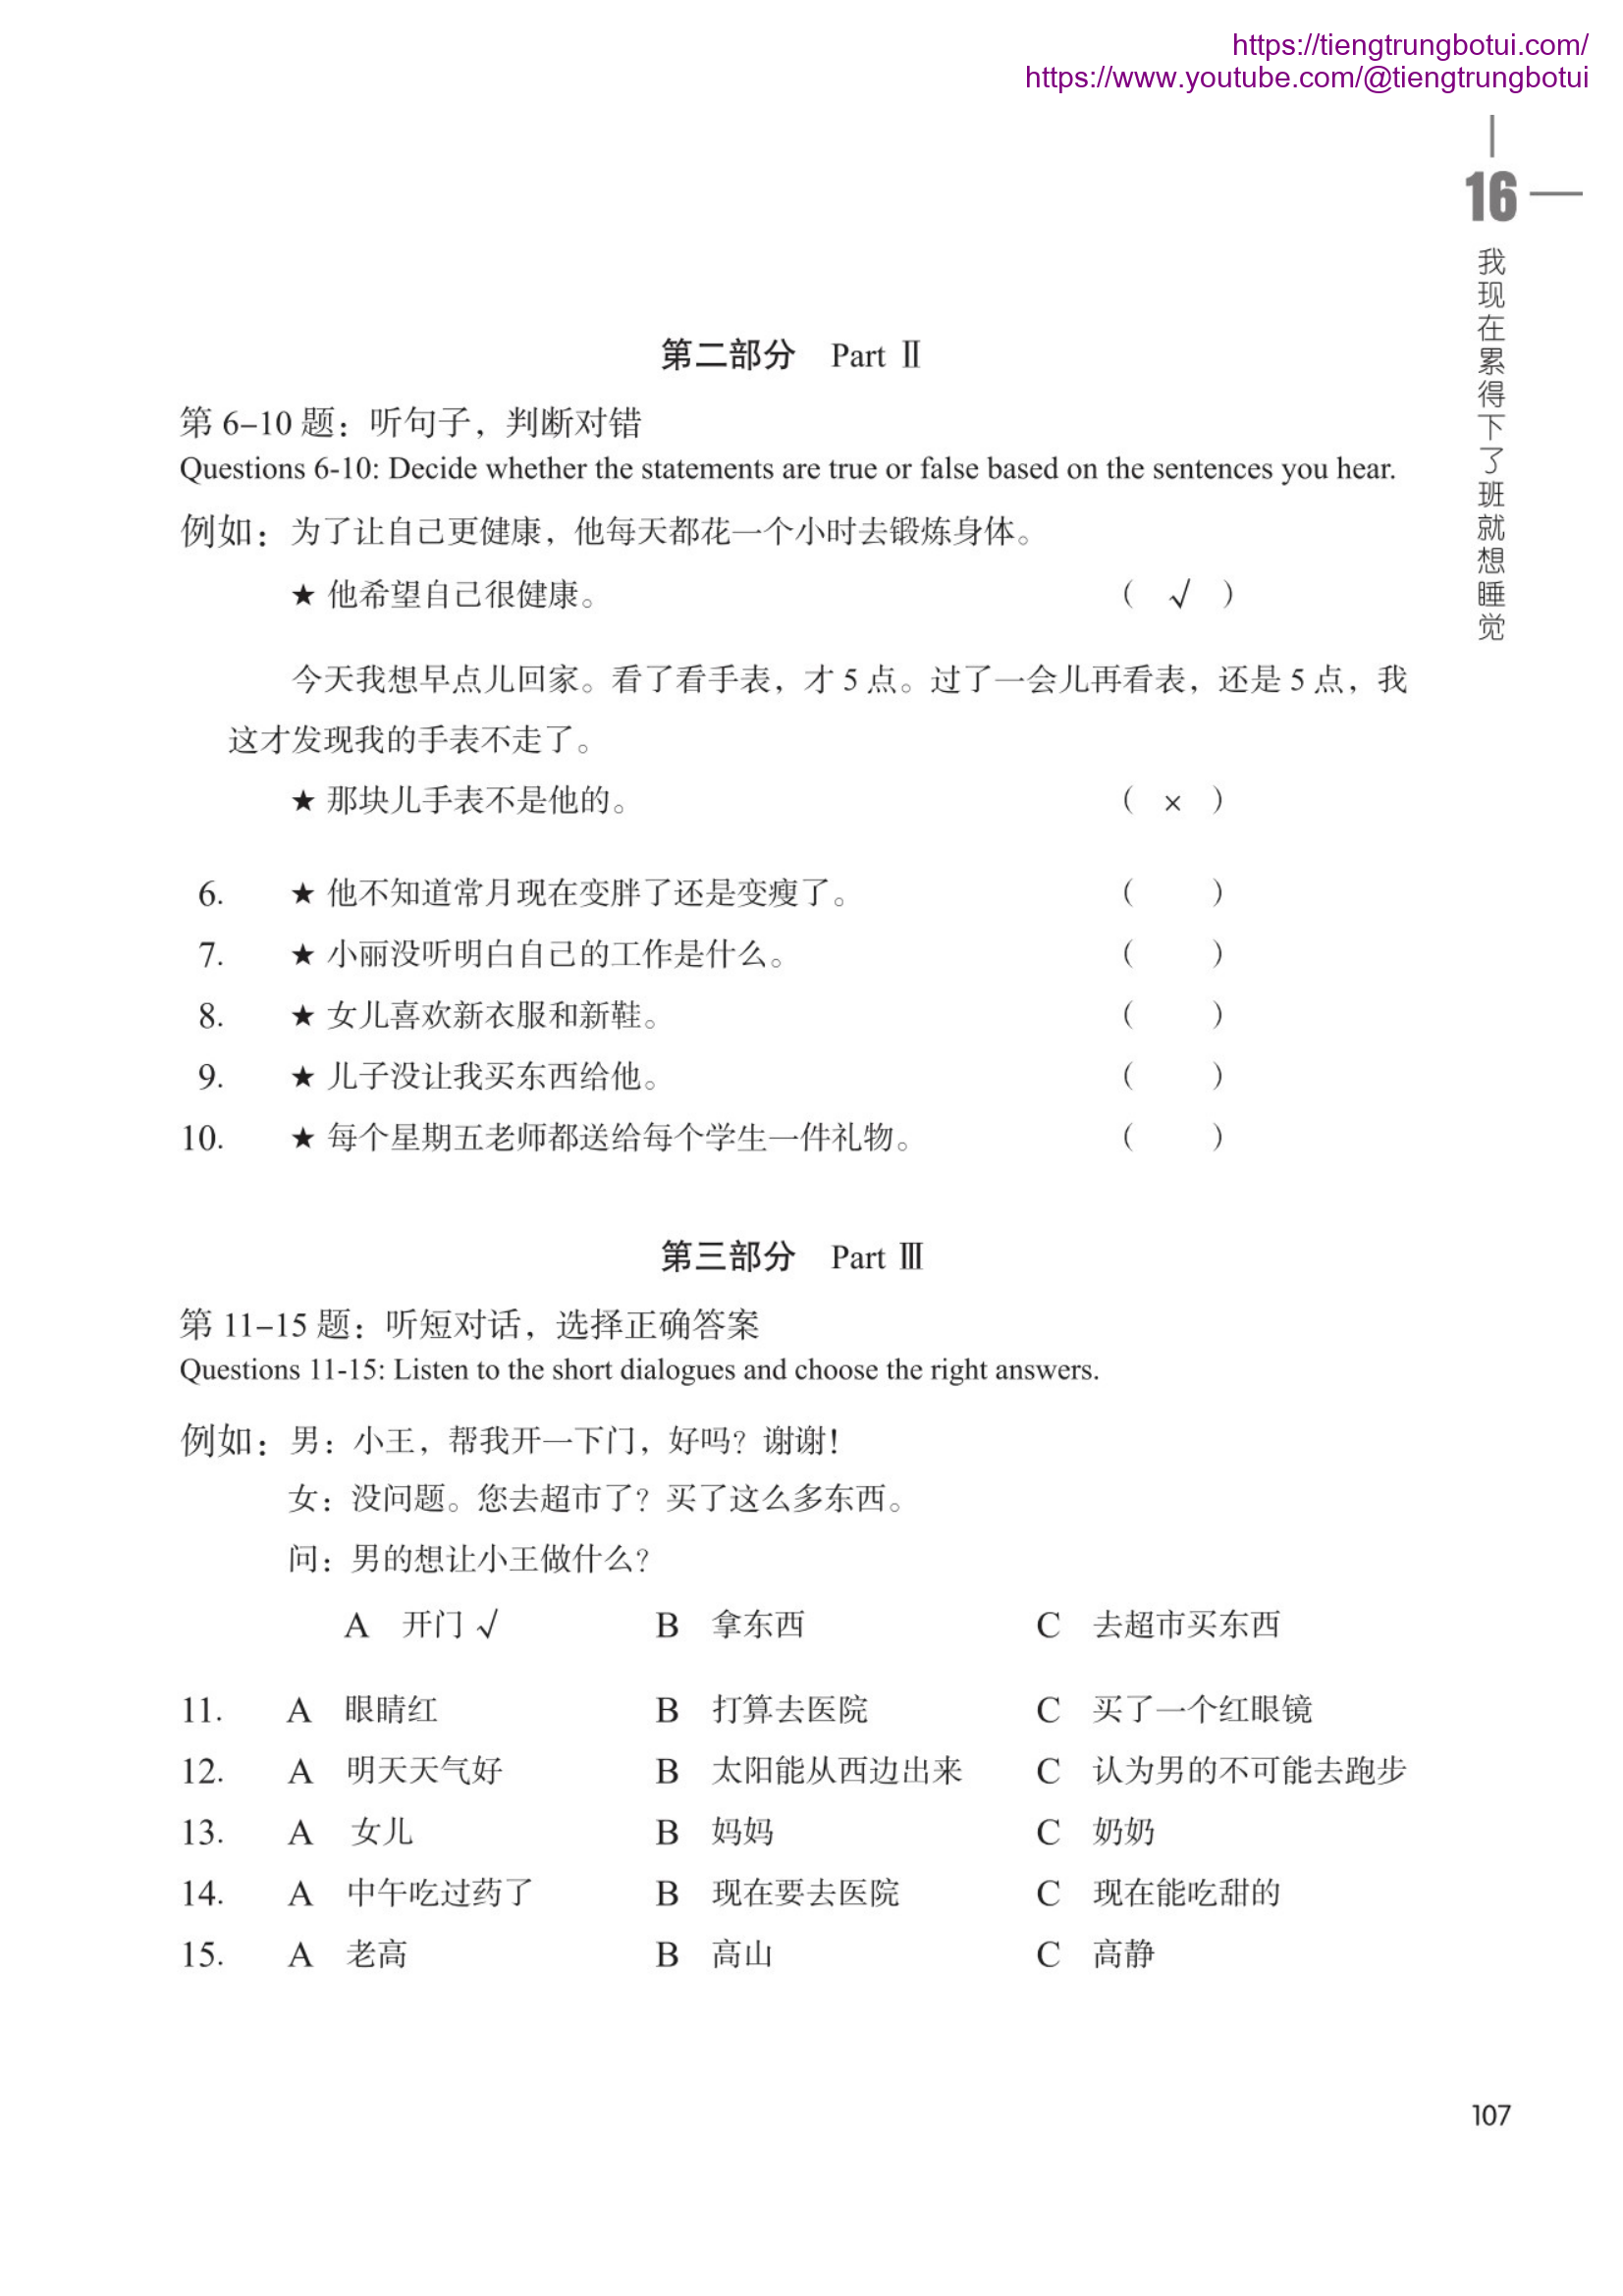 https://tiengtrungbotui.com/
https://www.youtube.com/@tiengtrungbotui
16
我现在累得下了班就想睡觉
第二部分 Part Ⅱ
第 6–10 题：听句子，判断对错
Questions 6-10: Decide whether the statements are true or false based on the sentences you hear.
例如：为了让自己更健康，他每天都花一个小时去锻炼身体。
★ 他希望自己很健康。 （ √ ）
今天我想早点儿回家。看了看手表，才 5 点。过了一会儿再看表，还是 5 点，我
这才发现我的手表不走了。
★ 那块儿手表不是他的。 （ × ）
6. ★ 他不知道常月现在变胖了还是变瘦了。 （ ）
7. ★ 小丽没听明白自己的工作是什么。 （ ）
8. ★ 女儿喜欢新衣服和新鞋。 （ ）
9. ★ 儿子没让我买东西给他。 （ ）
10. ★ 每个星期五老师都送给每个学生一件礼物。 （ ）
第三部分 Part Ⅲ
第 11–15 题：听短对话，选择正确答案
Questions 11-15: Listen to the short dialogues and choose the right answers.
例如：男：小王，帮我开一下门，好吗？谢谢！
女：没问题。您去超市了？买了这么多东西。
问：男的想让小王做什么？
A 开门 √ B 拿东西 C 去超市买东西
11. A 眼睛红 B 打算去医院 C 买了一个红眼镜
12. A 明天天气好 B 太阳能从西边出来 C 认为男的不可能去跑步
13. A 女儿 B 妈妈 C 奶奶
14. A 中午吃过药了 B 现在要去医院 C 现在能吃甜的
15. A 老高 B 高山 C 高静
107